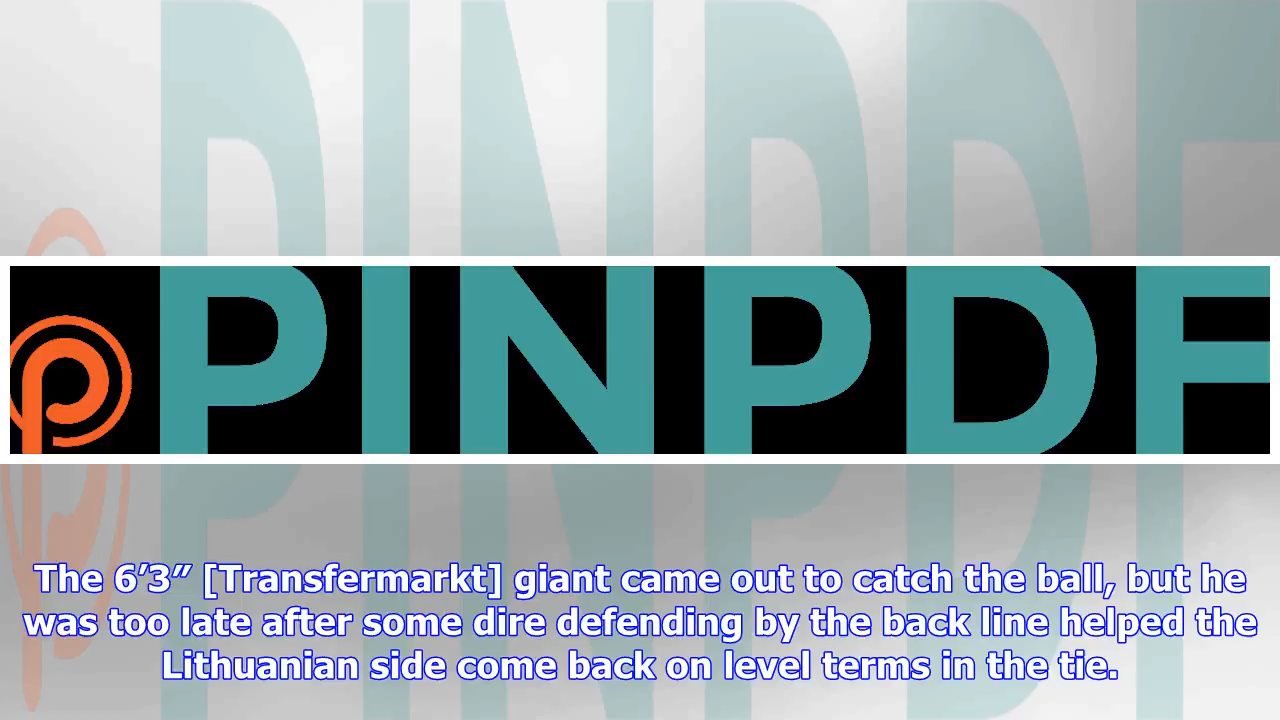 PINPDF
The 6’3” [Transfermarkt] giant came out to catch the ball, but he
was too late after some dire defending by the back line helped the
Lithuanian side come back on level terms in the tie.